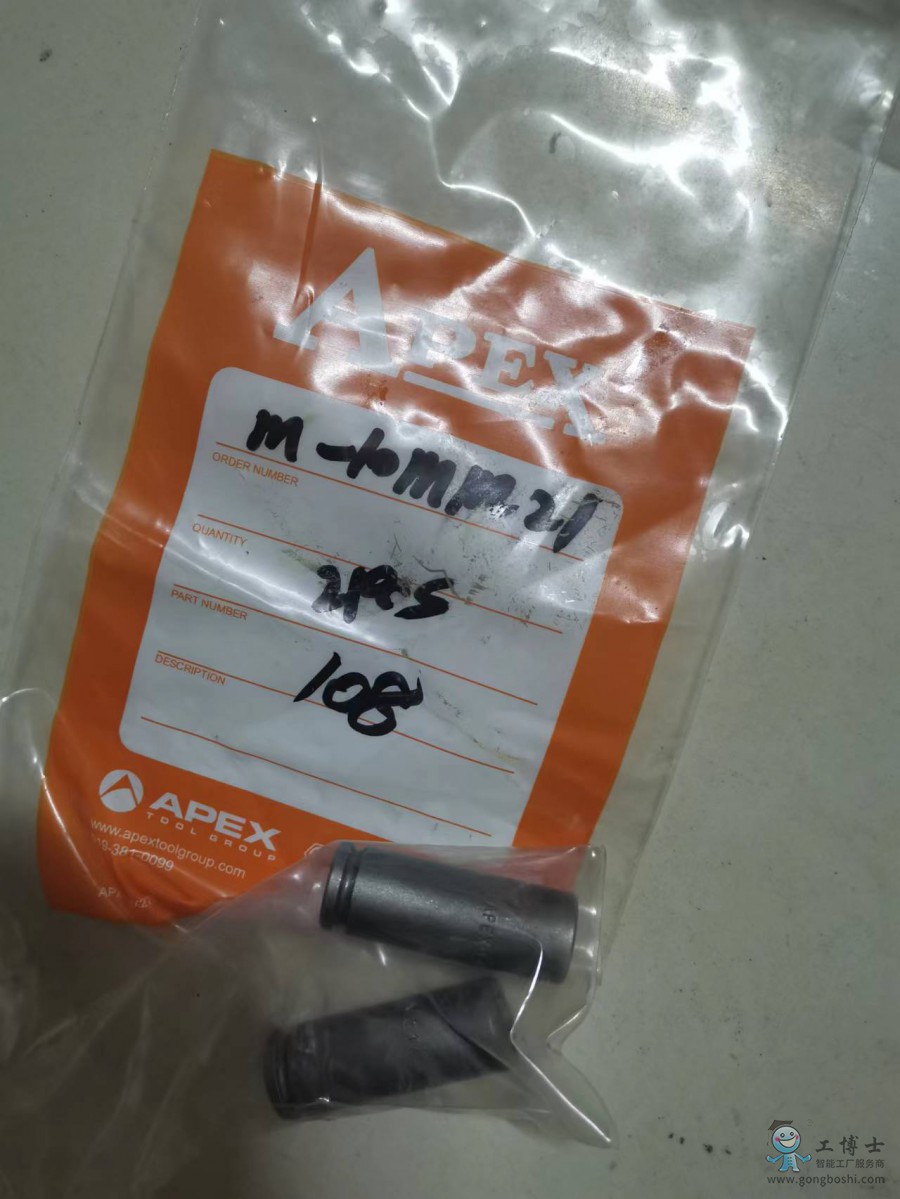 APEX
M-10MM-21
ORDER NUMBER
QUANTITY
PART NUMBER
108
DESCRIPTION
APEX
TOOL GROUP
www.apextoolgroup.com
APEX
工博士
智能工厂服务商
www.gongboshi.com